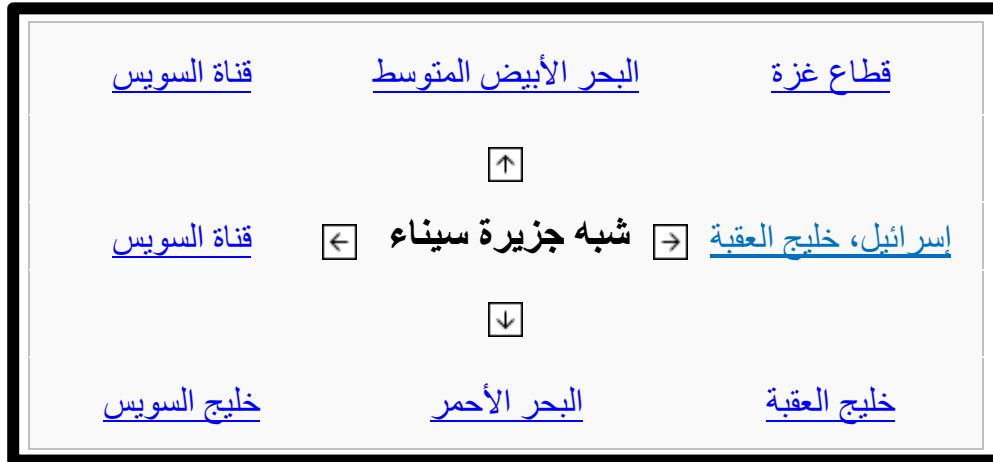 قطاع غزة البحر الأبيض المتوسط قناة السويس
↑
إسرائيل، خليج العقبة → شبه جزيرة سيناء ← قناة السويس
↓
خليج العقبة البحر الأحمر خليج السويس